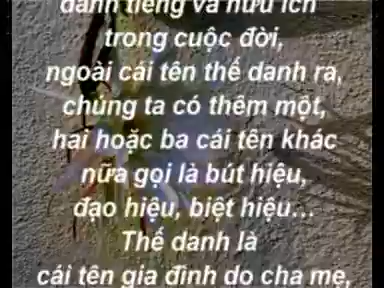 danh tiếng và hữu ích
trong cuộc đời,
ngoài cái tên thế danh ra,
chúng ta có thêm một,
hai hoặc ba cái tên khác
nữa gọi là bút hiệu,
đạo hiệu, biệt hiệu...
Thế danh là
cái tên gia đình do cha mẹ,